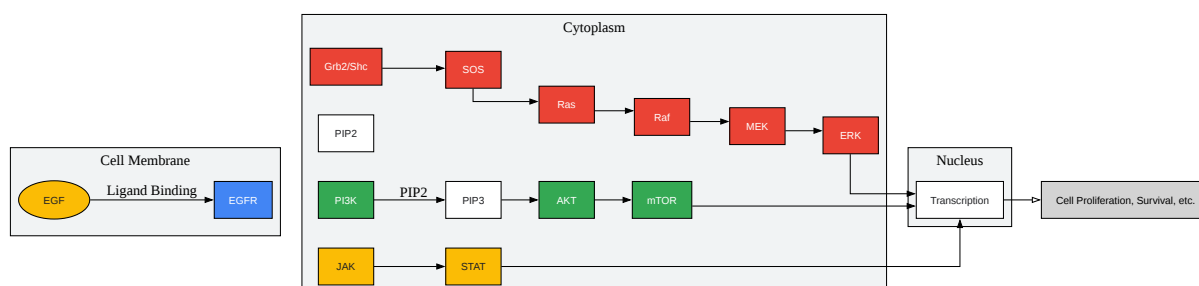 Cell Membrane
EGF
Ligand Binding
EGFR
Cytoplasm
Grb2/Shc
SOS
Ras
Raf
MEK
ERK
PIP2
PI3K
PIP2
PIP3
AKT
mTOR
JAK
STAT
Nucleus
Transcription
Cell Proliferation, Survival, etc.